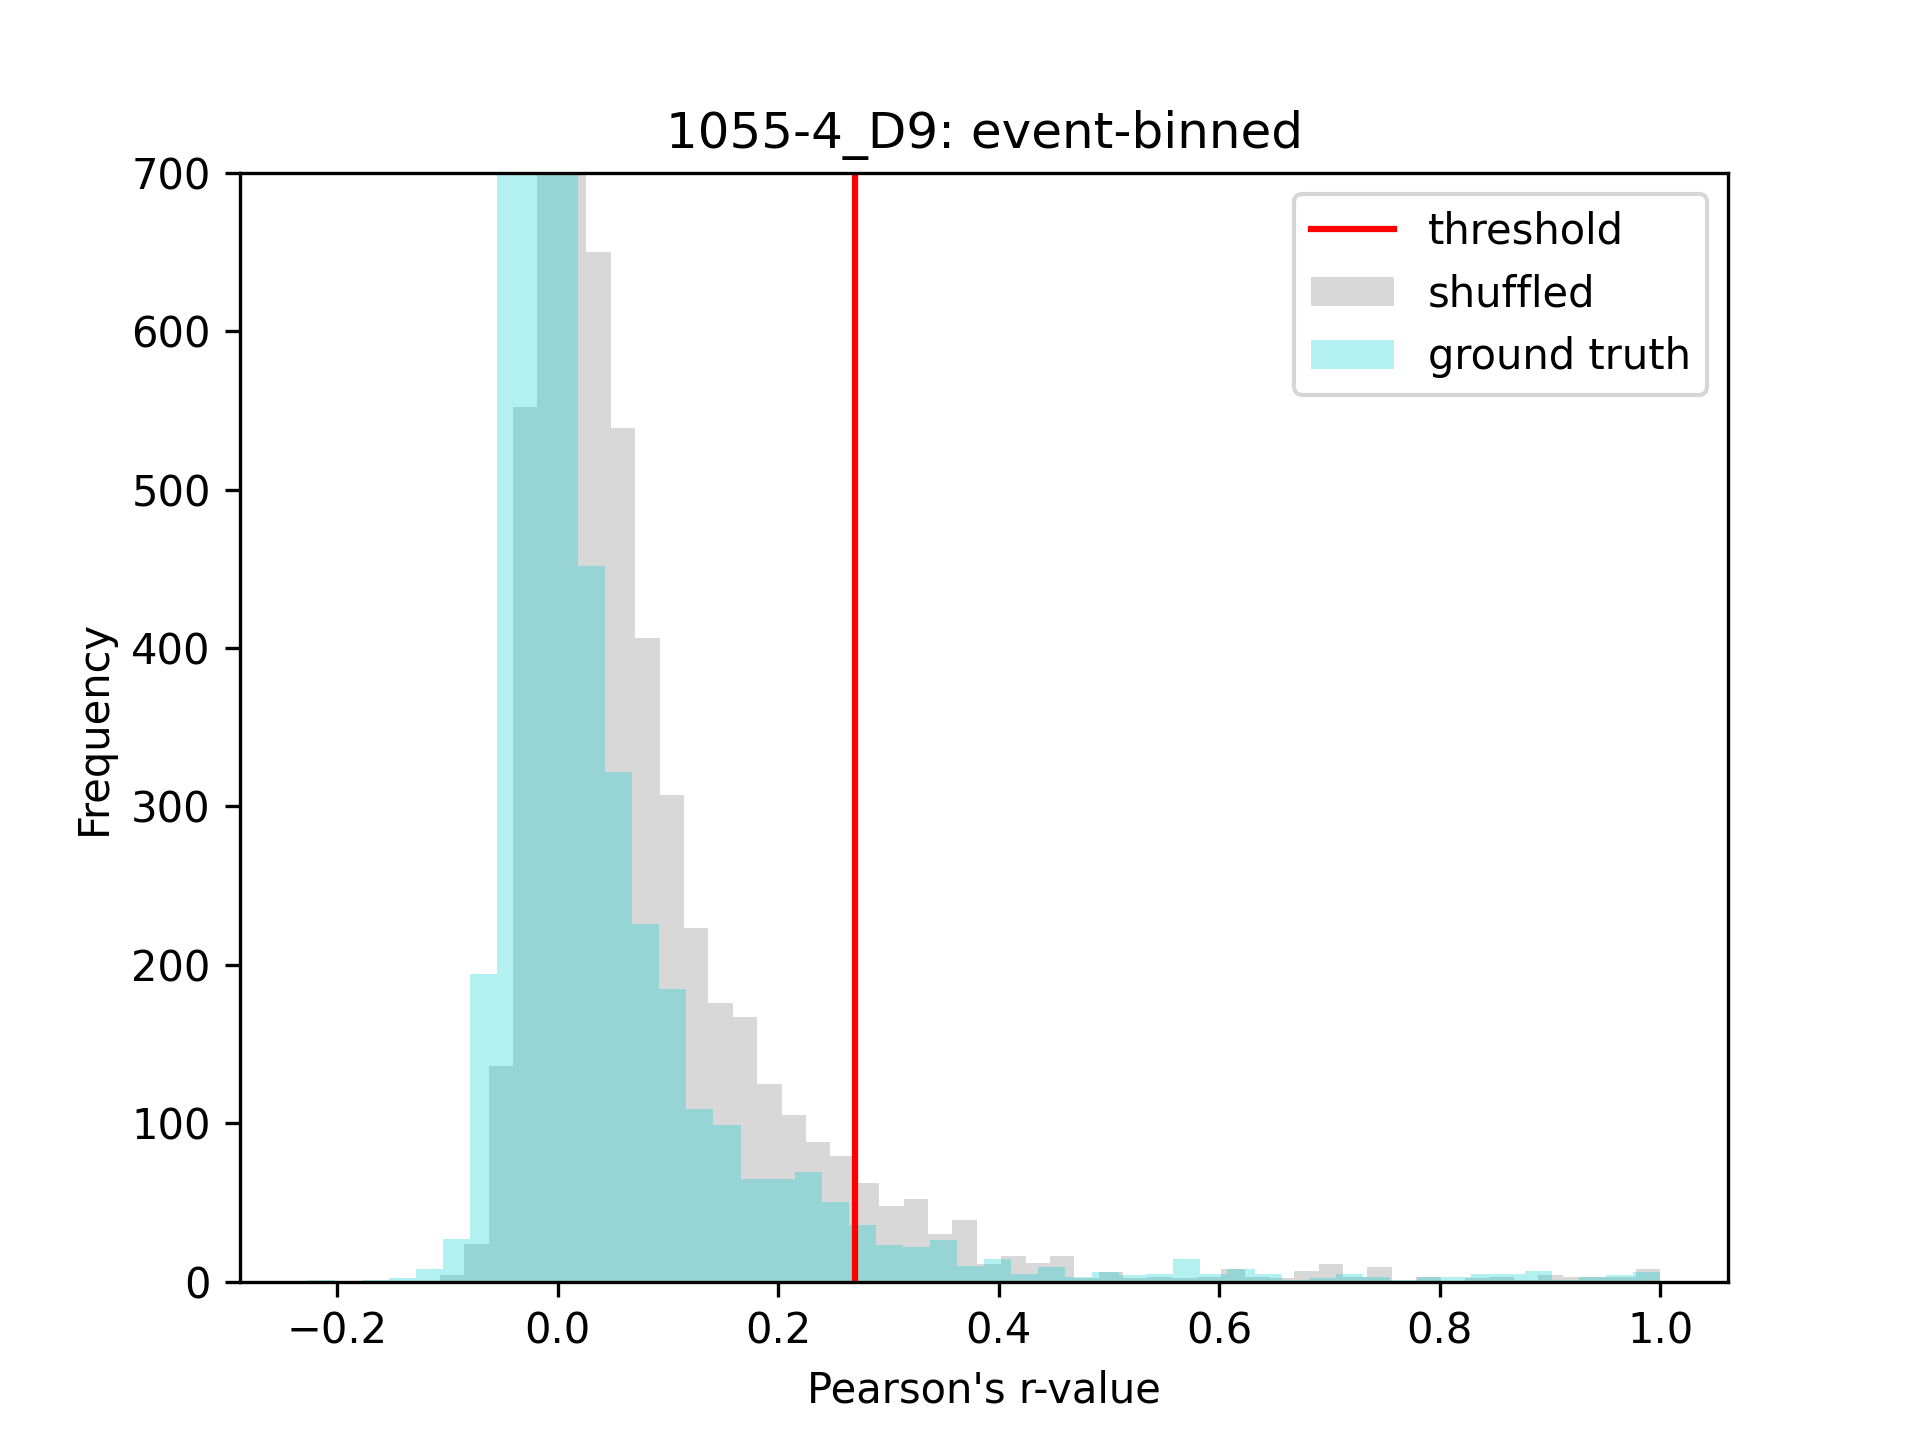 1055-4_D9: event-binned
700
600
500
400
300
200
100
0
Frequency
threshold
shuffled
ground truth
−0.2
0.0
0.2
0.4
0.6
0.8
1.0
Pearson's r-value